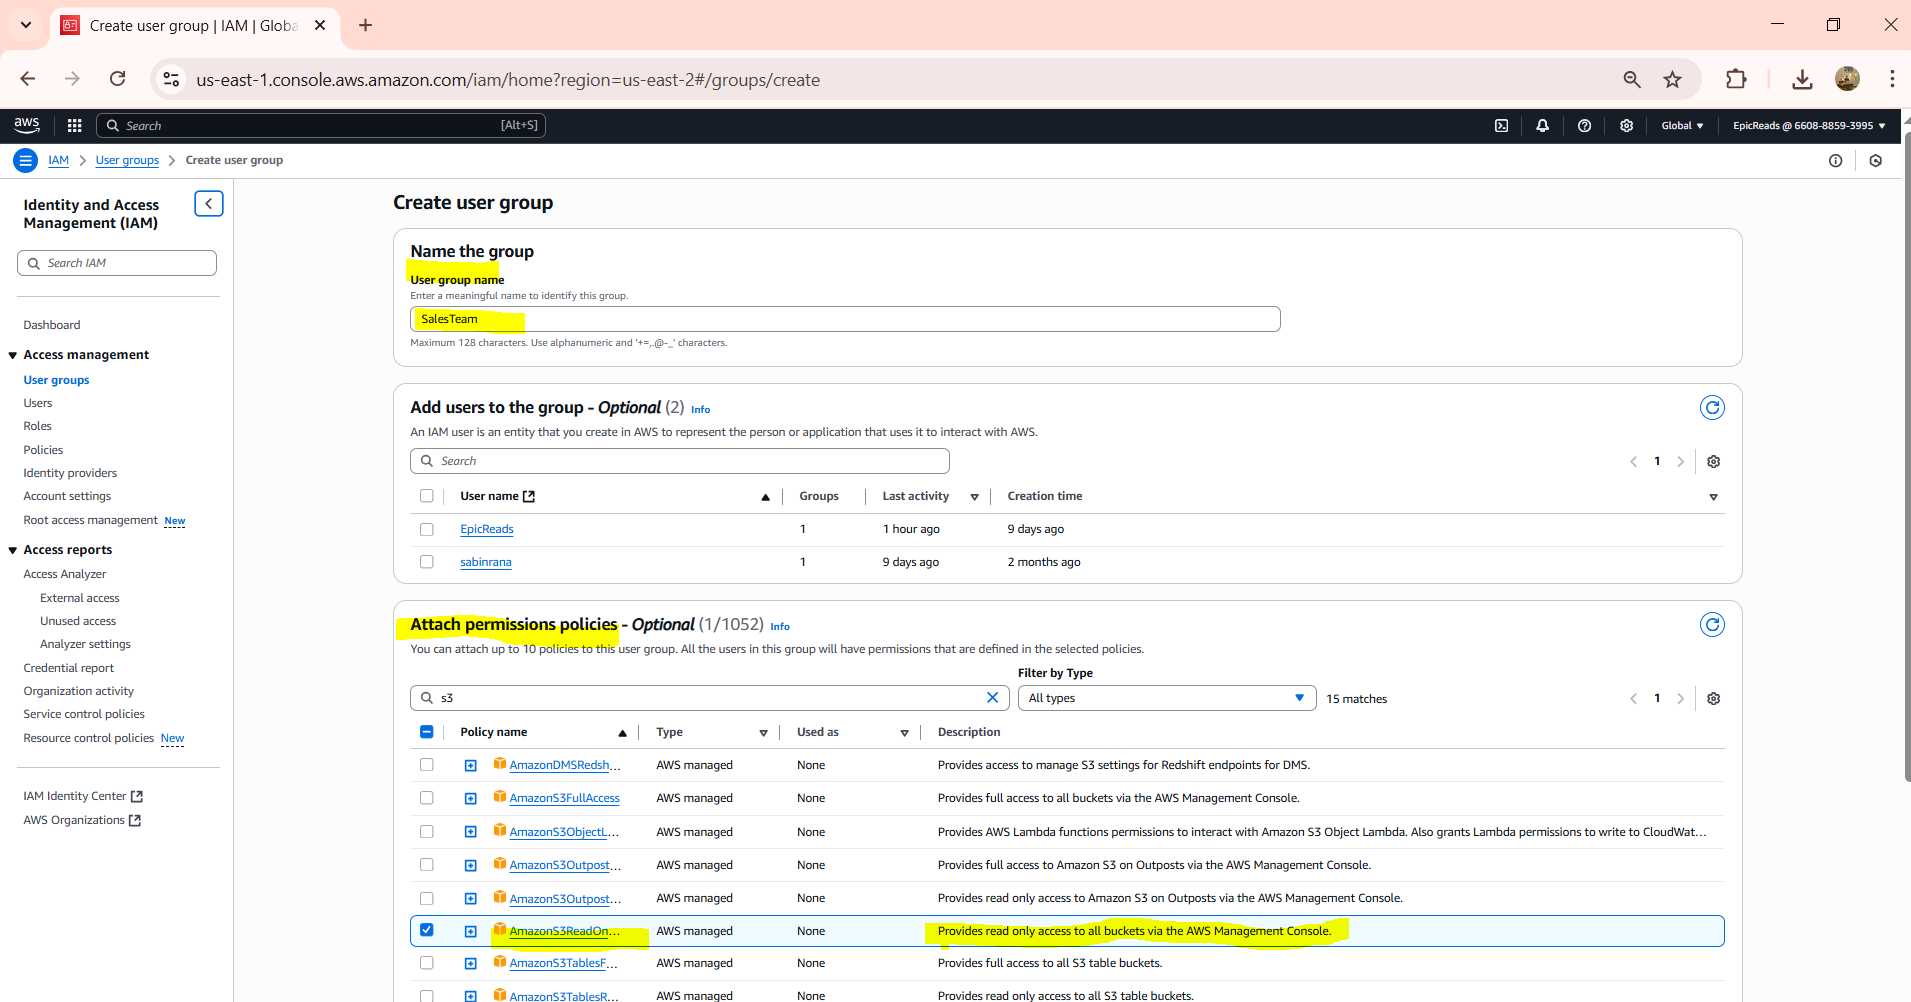 Create user group | IAM | Globa
us-east-1.console.aws.amazon.com/iam/home?region=us-east-2#/groups/create
aws
Search
[Alt+S]
Global
EpicReads @ 6608-8859-3995
IAM
User groups
Create user group
Identity and Access
Management (IAM)
Search IAM
Dashboard
Access management
User groups
Users
Roles
Policies
Identity providers
Account settings
Root access management New
Access reports
Access Analyzer
External access
Unused access
Analyzer settings
Credential report
Organization activity
Service control policies
Resource control policies New
IAM Identity Center
AWS Organizations
Create user group
Name the group
User group name
Enter a meaningful name to identify this group.
SalesTeam
Maximum 128 characters. Use alphanumeric and '+=,.@-_' characters.
Add users to the group - Optional (2) Info
An IAM user is an entity that you create in AWS to represent the person or application that uses it to interact with AWS.
Search
1
User name Groups Last activity Creation time
EpicReads 1 1 hour ago 9 days ago
sabinrana 1 9 days ago 2 months ago
Attach permissions policies - Optional (1/1052) Info
You can attach up to 10 policies to this user group. All the users in this group will have permissions that are defined in the selected policies.
Filter by Type
s3
All types
15 matches
1
Policy name Type Used as Description
AmazonDMSRedsh... AWS managed None Provides access to manage S3 settings for Redshift endpoints for DMS.
AmazonS3FullAccess AWS managed None Provides full access to all buckets via the AWS Management Console.
AmazonS3ObjectL... AWS managed None Provides AWS Lambda functions permissions to interact with Amazon S3 Object Lambda. Also grants Lambda permissions to write to CloudWat...
AmazonS3Outpost... AWS managed None Provides full access to Amazon S3 on Outposts via the AWS Management Console.
AmazonS3Outpost... AWS managed None Provides read only access to Amazon S3 on Outposts via the AWS Management Console.
AmazonS3ReadOn... AWS managed None Provides read only access to all buckets via the AWS Management Console.
AmazonS3TablesF... AWS managed None Provides full access to all S3 table buckets.
AmazonS3TablesR... AWS managed None Provides read only access to all S3 table buckets.